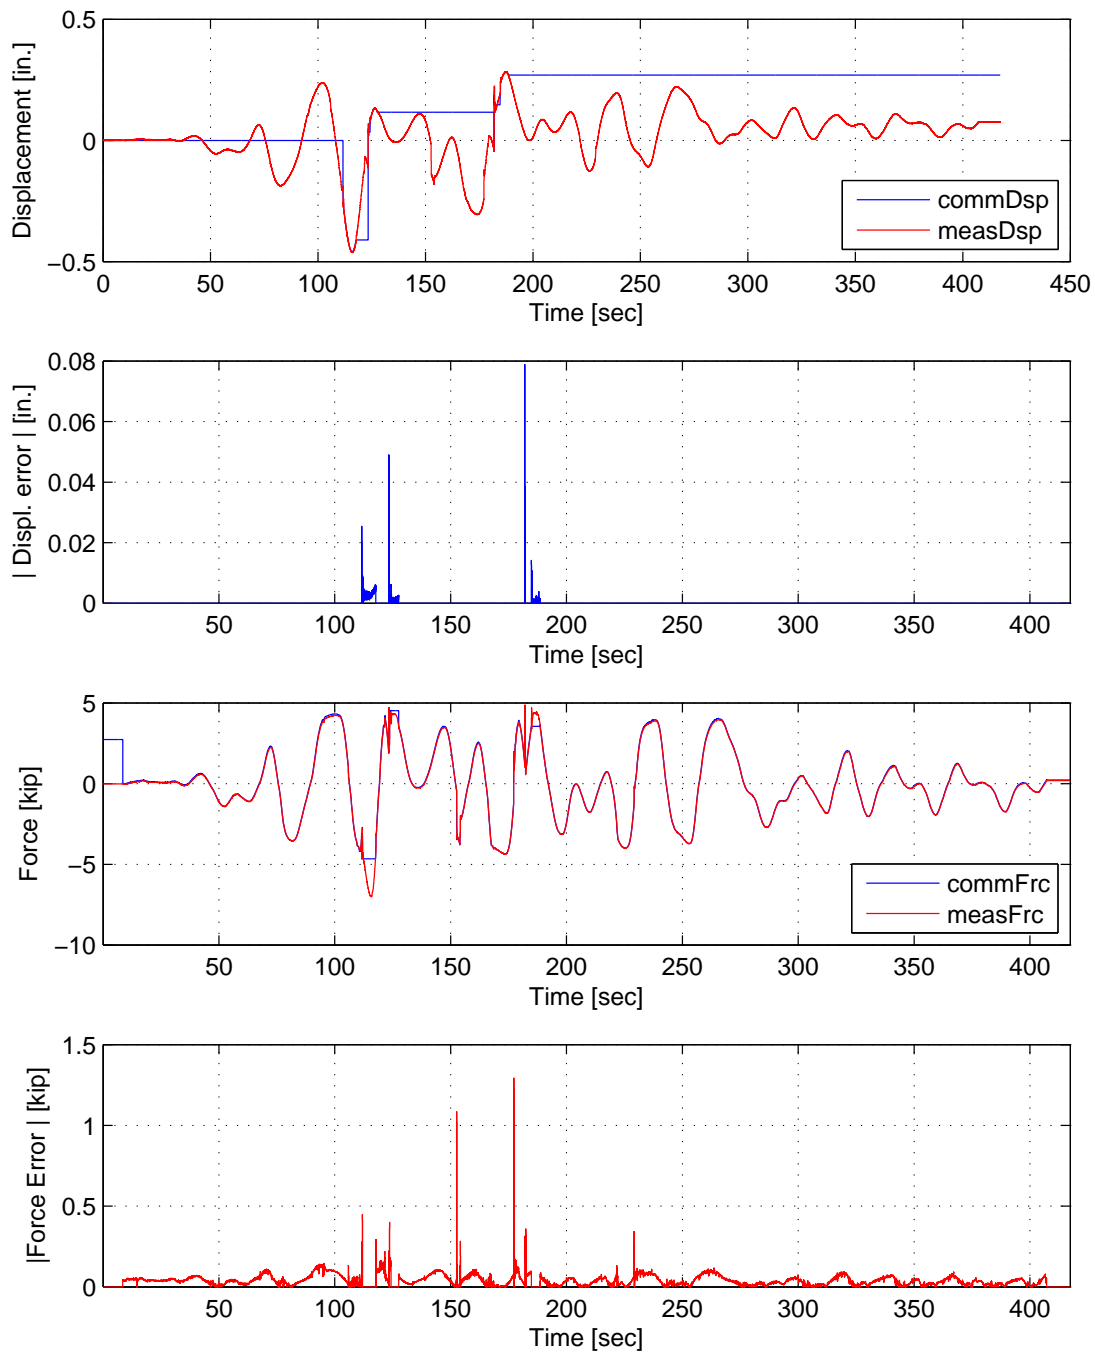 0.5
0
−0.5
Displacement [in.]
commDsp
measDsp
0 50 100 150 200 250 300 350 400 450
Time [sec]
0.08
0.06
0.04
0.02
0
| Displ. error | [in.]
50 100 150 200 250 300 350 400
Time [sec]
5
0
−5
−10
Force [kip]
commFrc
measFrc
50 100 150 200 250 300 350 400
Time [sec]
1.5
1
0.5
0
|Force Error | [kip]
50 100 150 200 250 300 350 400
Time [sec]